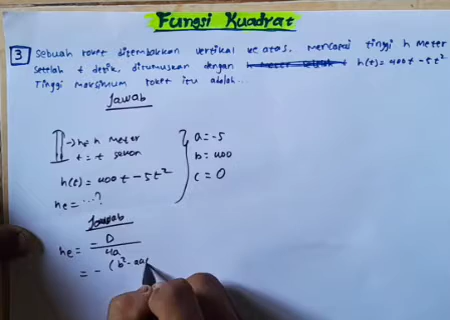 Fungsi Kuadrat
3 Sebuah roket ditembakkan vertikal ke atas. Mencapai tinggi h meter
Setelah t detik, dirumuskan dengan h(t) = 400t - 5t²
Tinggi maksimum roket itu adalah...
Jawab
→ h = h meter
t = t sekon
h(t) = 400t - 5t²
he = ...?
a = -5
b = 400
c = 0
Jawab
he = -D/4a
= - (b² - 4a